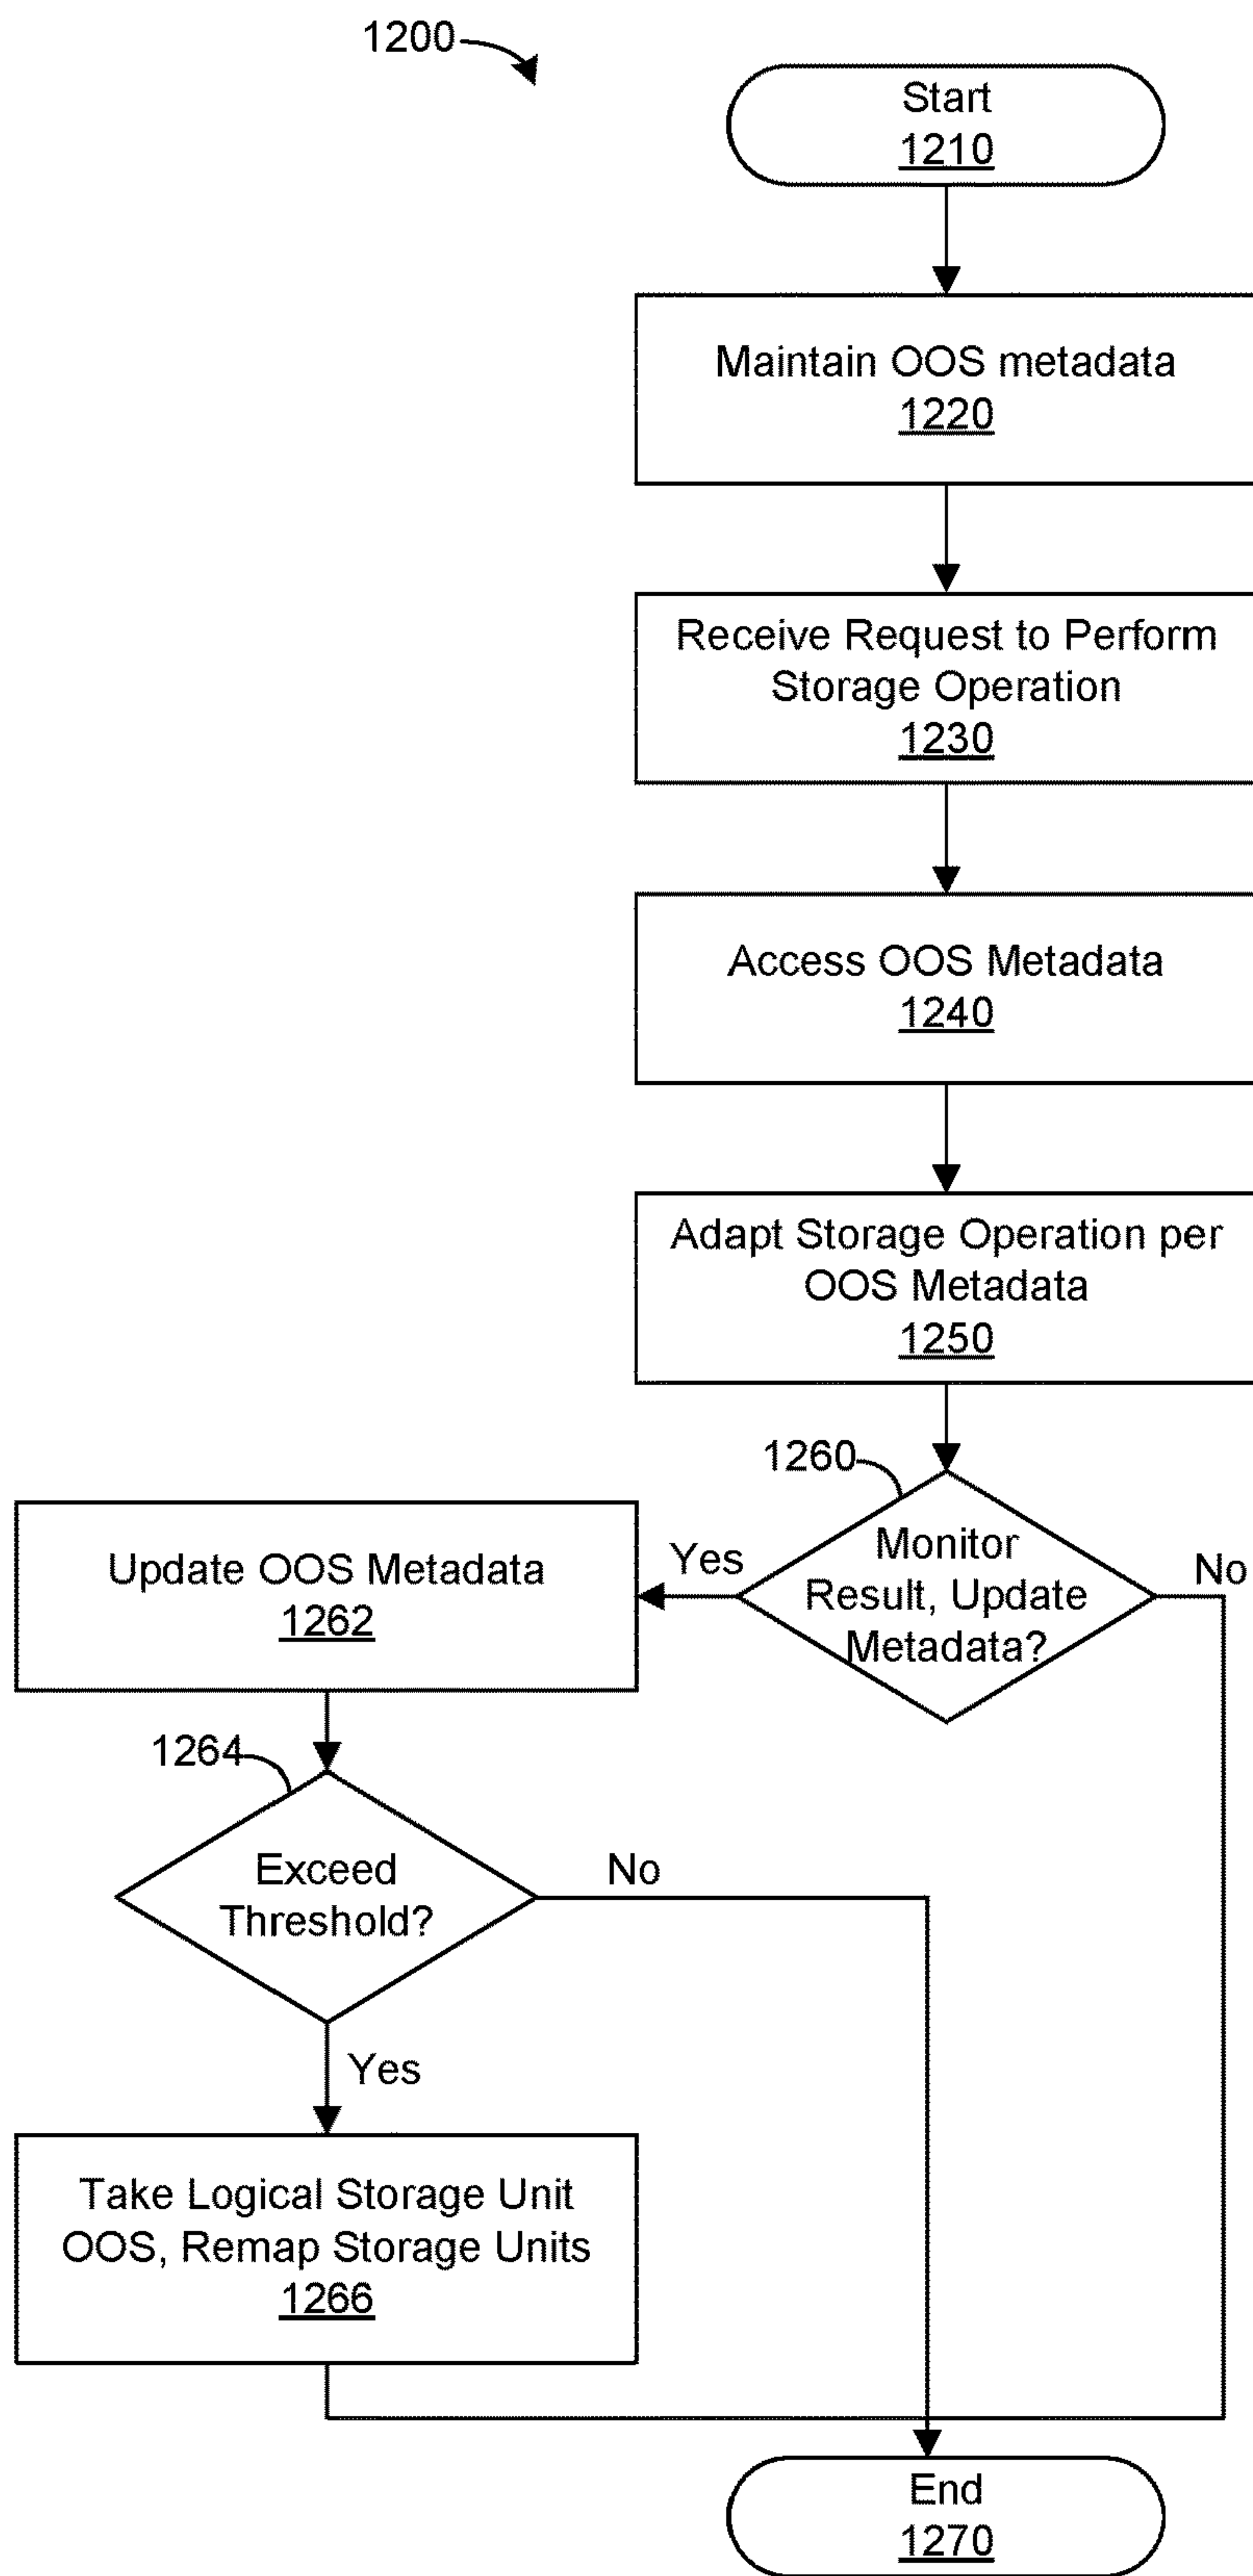 1200
Start
1210
Maintain OOS metadata
1220
Receive Request to Perform
Storage Operation
1230
Access OOS Metadata
1240
Adapt Storage Operation per
OOS Metadata
1250
1260
Monitor
Result, Update
Metadata?
Yes
No
Update OOS Metadata
1262
1264
Exceed
Threshold?
No
Yes
Take Logical Storage Unit
OOS, Remap Storage Units
1266
End
1270